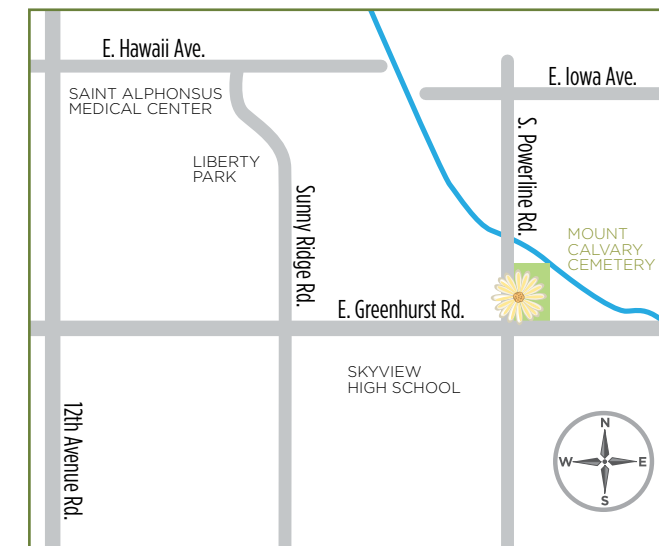 E. Hawaii Ave.
E. Iowa Ave.
SAINT ALPHONSUS
MEDICAL CENTER
S. Powerline Rd.
LIBERTY
PARK
Sunny Ridge Rd.
MOUNT
CALVARY
CEMETERY
E. Greenhurst Rd.
SKYVIEW
HIGH SCHOOL
12th Avenue Rd.
N
W
E
S